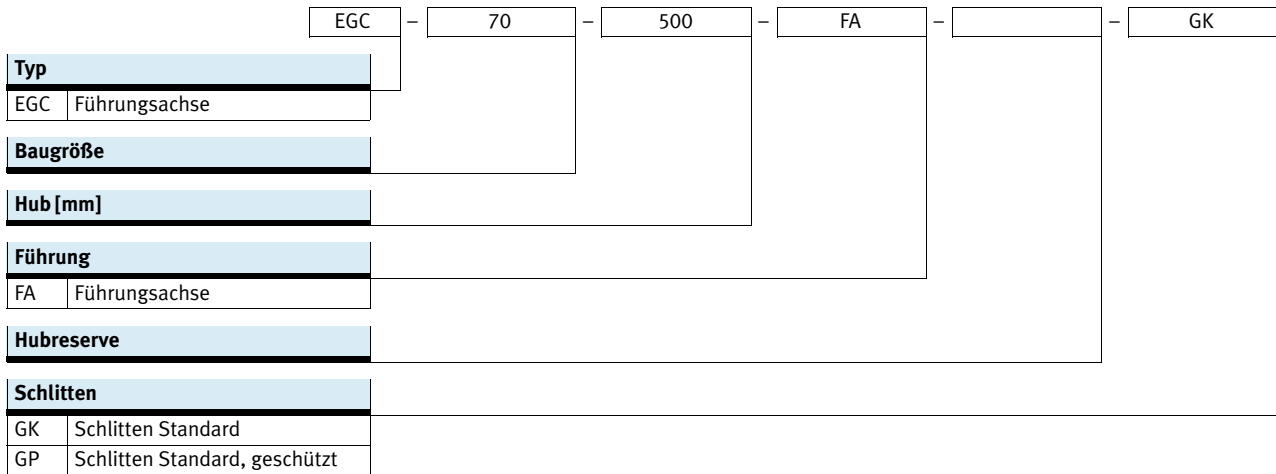 EGC – 70 – 500 – FA – – GK
Typ
EGC Führungsachse
Baugröße
Hub [mm]
Führung
FA Führungsachse
Hubreserve
Schlitten
GK Schlitten Standard
GP Schlitten Standard, geschützt